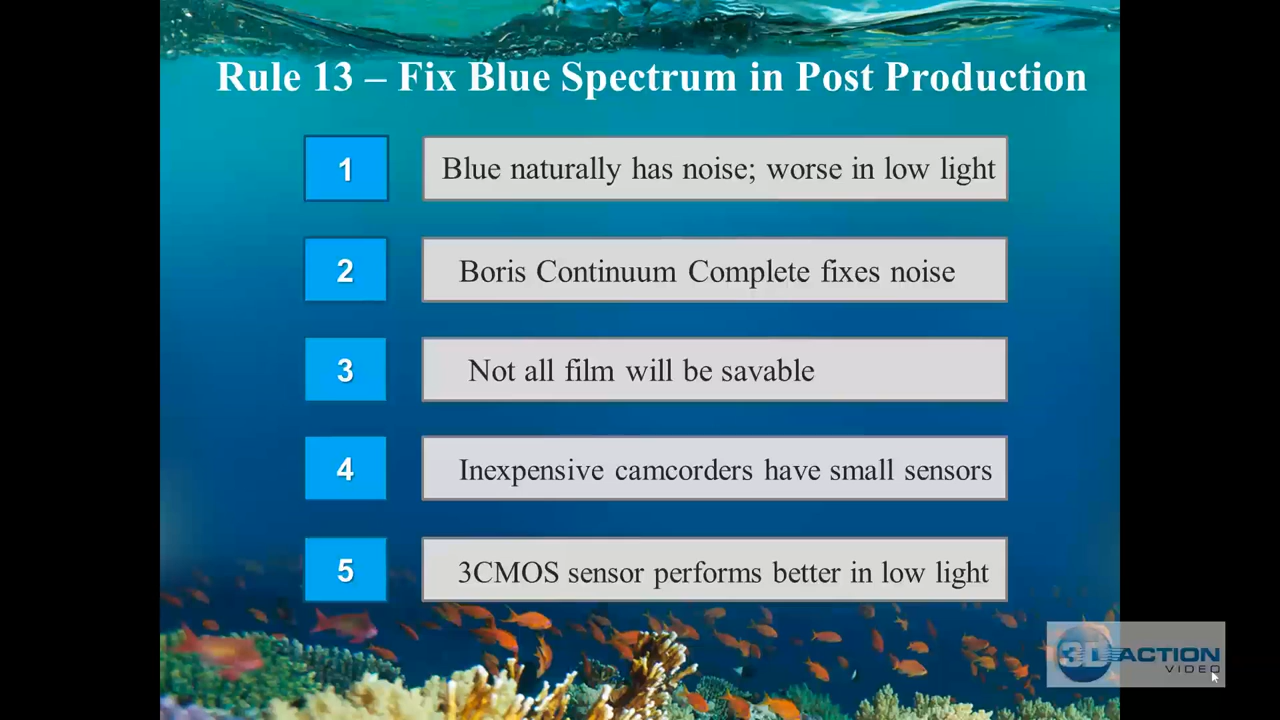 Rule 13 – Fix Blue Spectrum in Post Production
1 Blue naturally has noise; worse in low light
2 Boris Continuum Complete fixes noise
3 Not all film will be savable
4 Inexpensive camcorders have small sensors
5 3CMOS sensor performs better in low light
3D ACTION
VIDEO